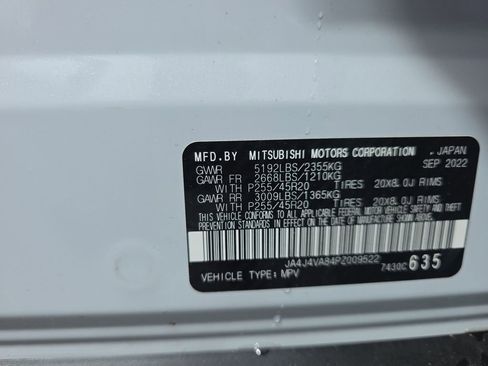 MFD.BY MITSUBISHI MOTORS CORPORATION JAPAN
GVWR 5192LBS/2355KG SEP 2022
GAWR FR 2668LBS/1210KG
WITH P255/45R20 TIRES 20X8.0J RIMS
GAWR RR 3009LBS/1365KG
WITH P255/45R20 TIRES 20X8.0J RIMS
THIS VEHICLE CONFORMS TO ALL APPLICABLE FEDERAL MOTOR VEHICLE SAFETY AND THEFT
PREVENTION STANDARDS IN EFFECT ON THE DATE OF MANUFACTURE SHOWN ABOVE.
JA4J4VA84PZ009522
VEHICLE TYPE: MPV 7430C 635